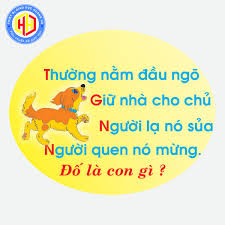 Thường nằm đầu ngõ
Giữ nhà cho chủ
Người lạ nó sủa
Người quen nó mừng.
Đố là con gì ?